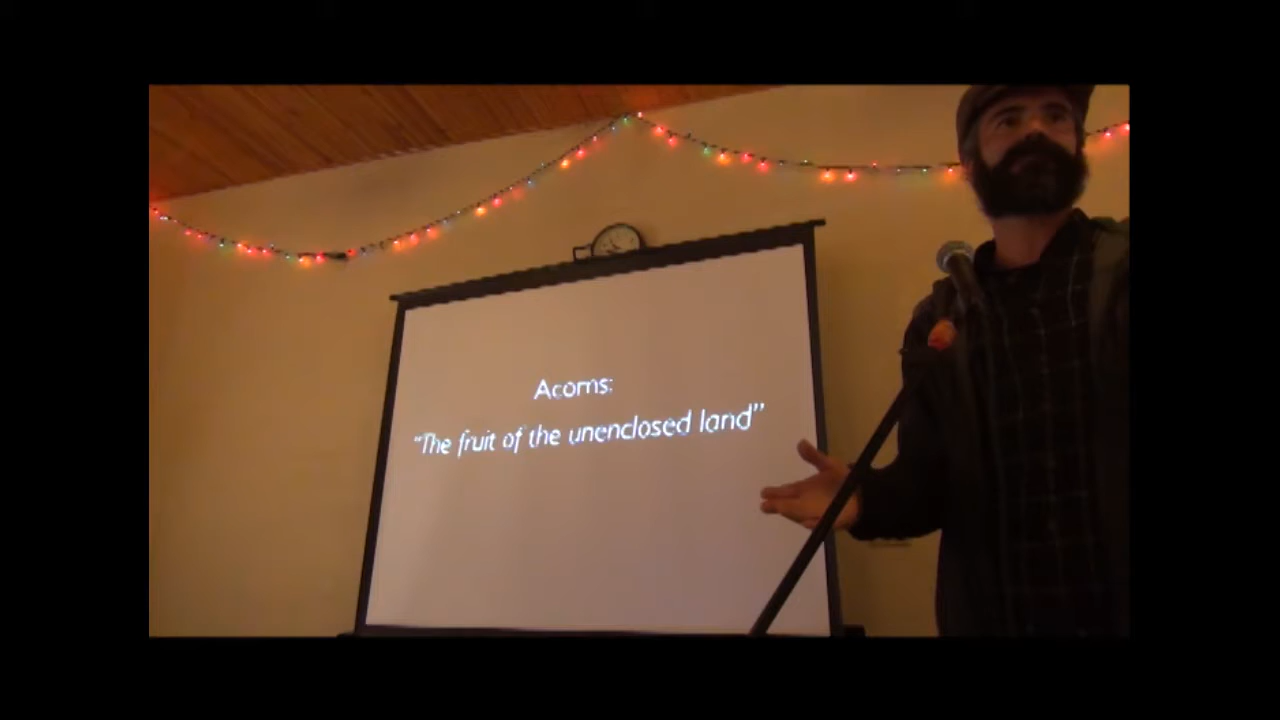 Acorns:
"The fruit of the unenclosed land"